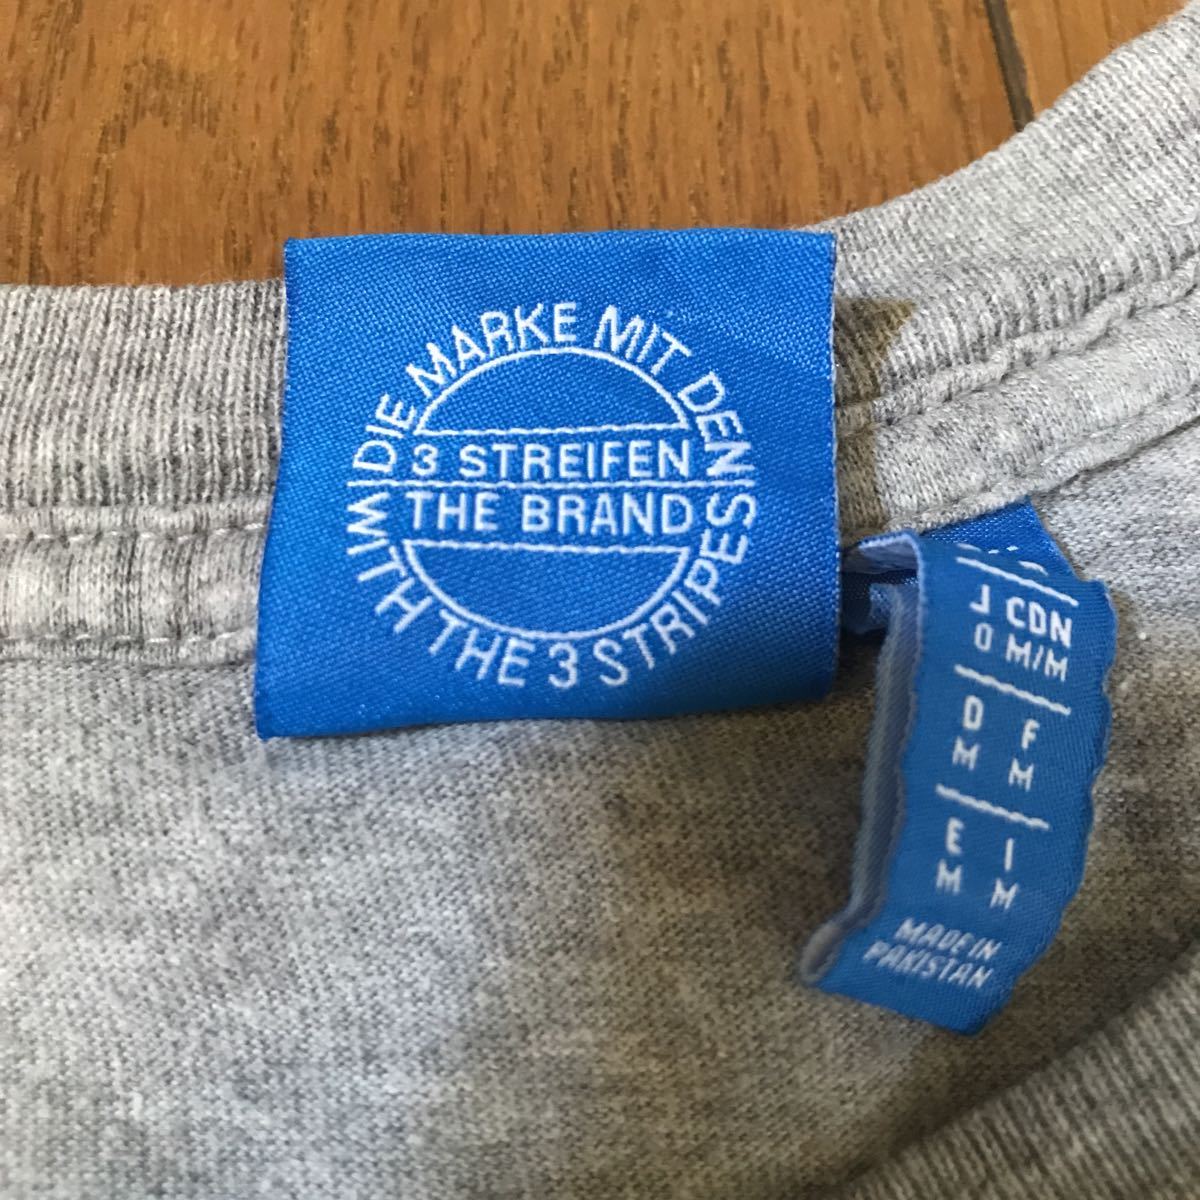 DIE MARKE MIT DEN
3 STREIFEN
THE BRAND
WITH THE 3 STRIPES
J CDN
O M/M
D F
M M
E I
M M
MADE IN
PAKISTAN